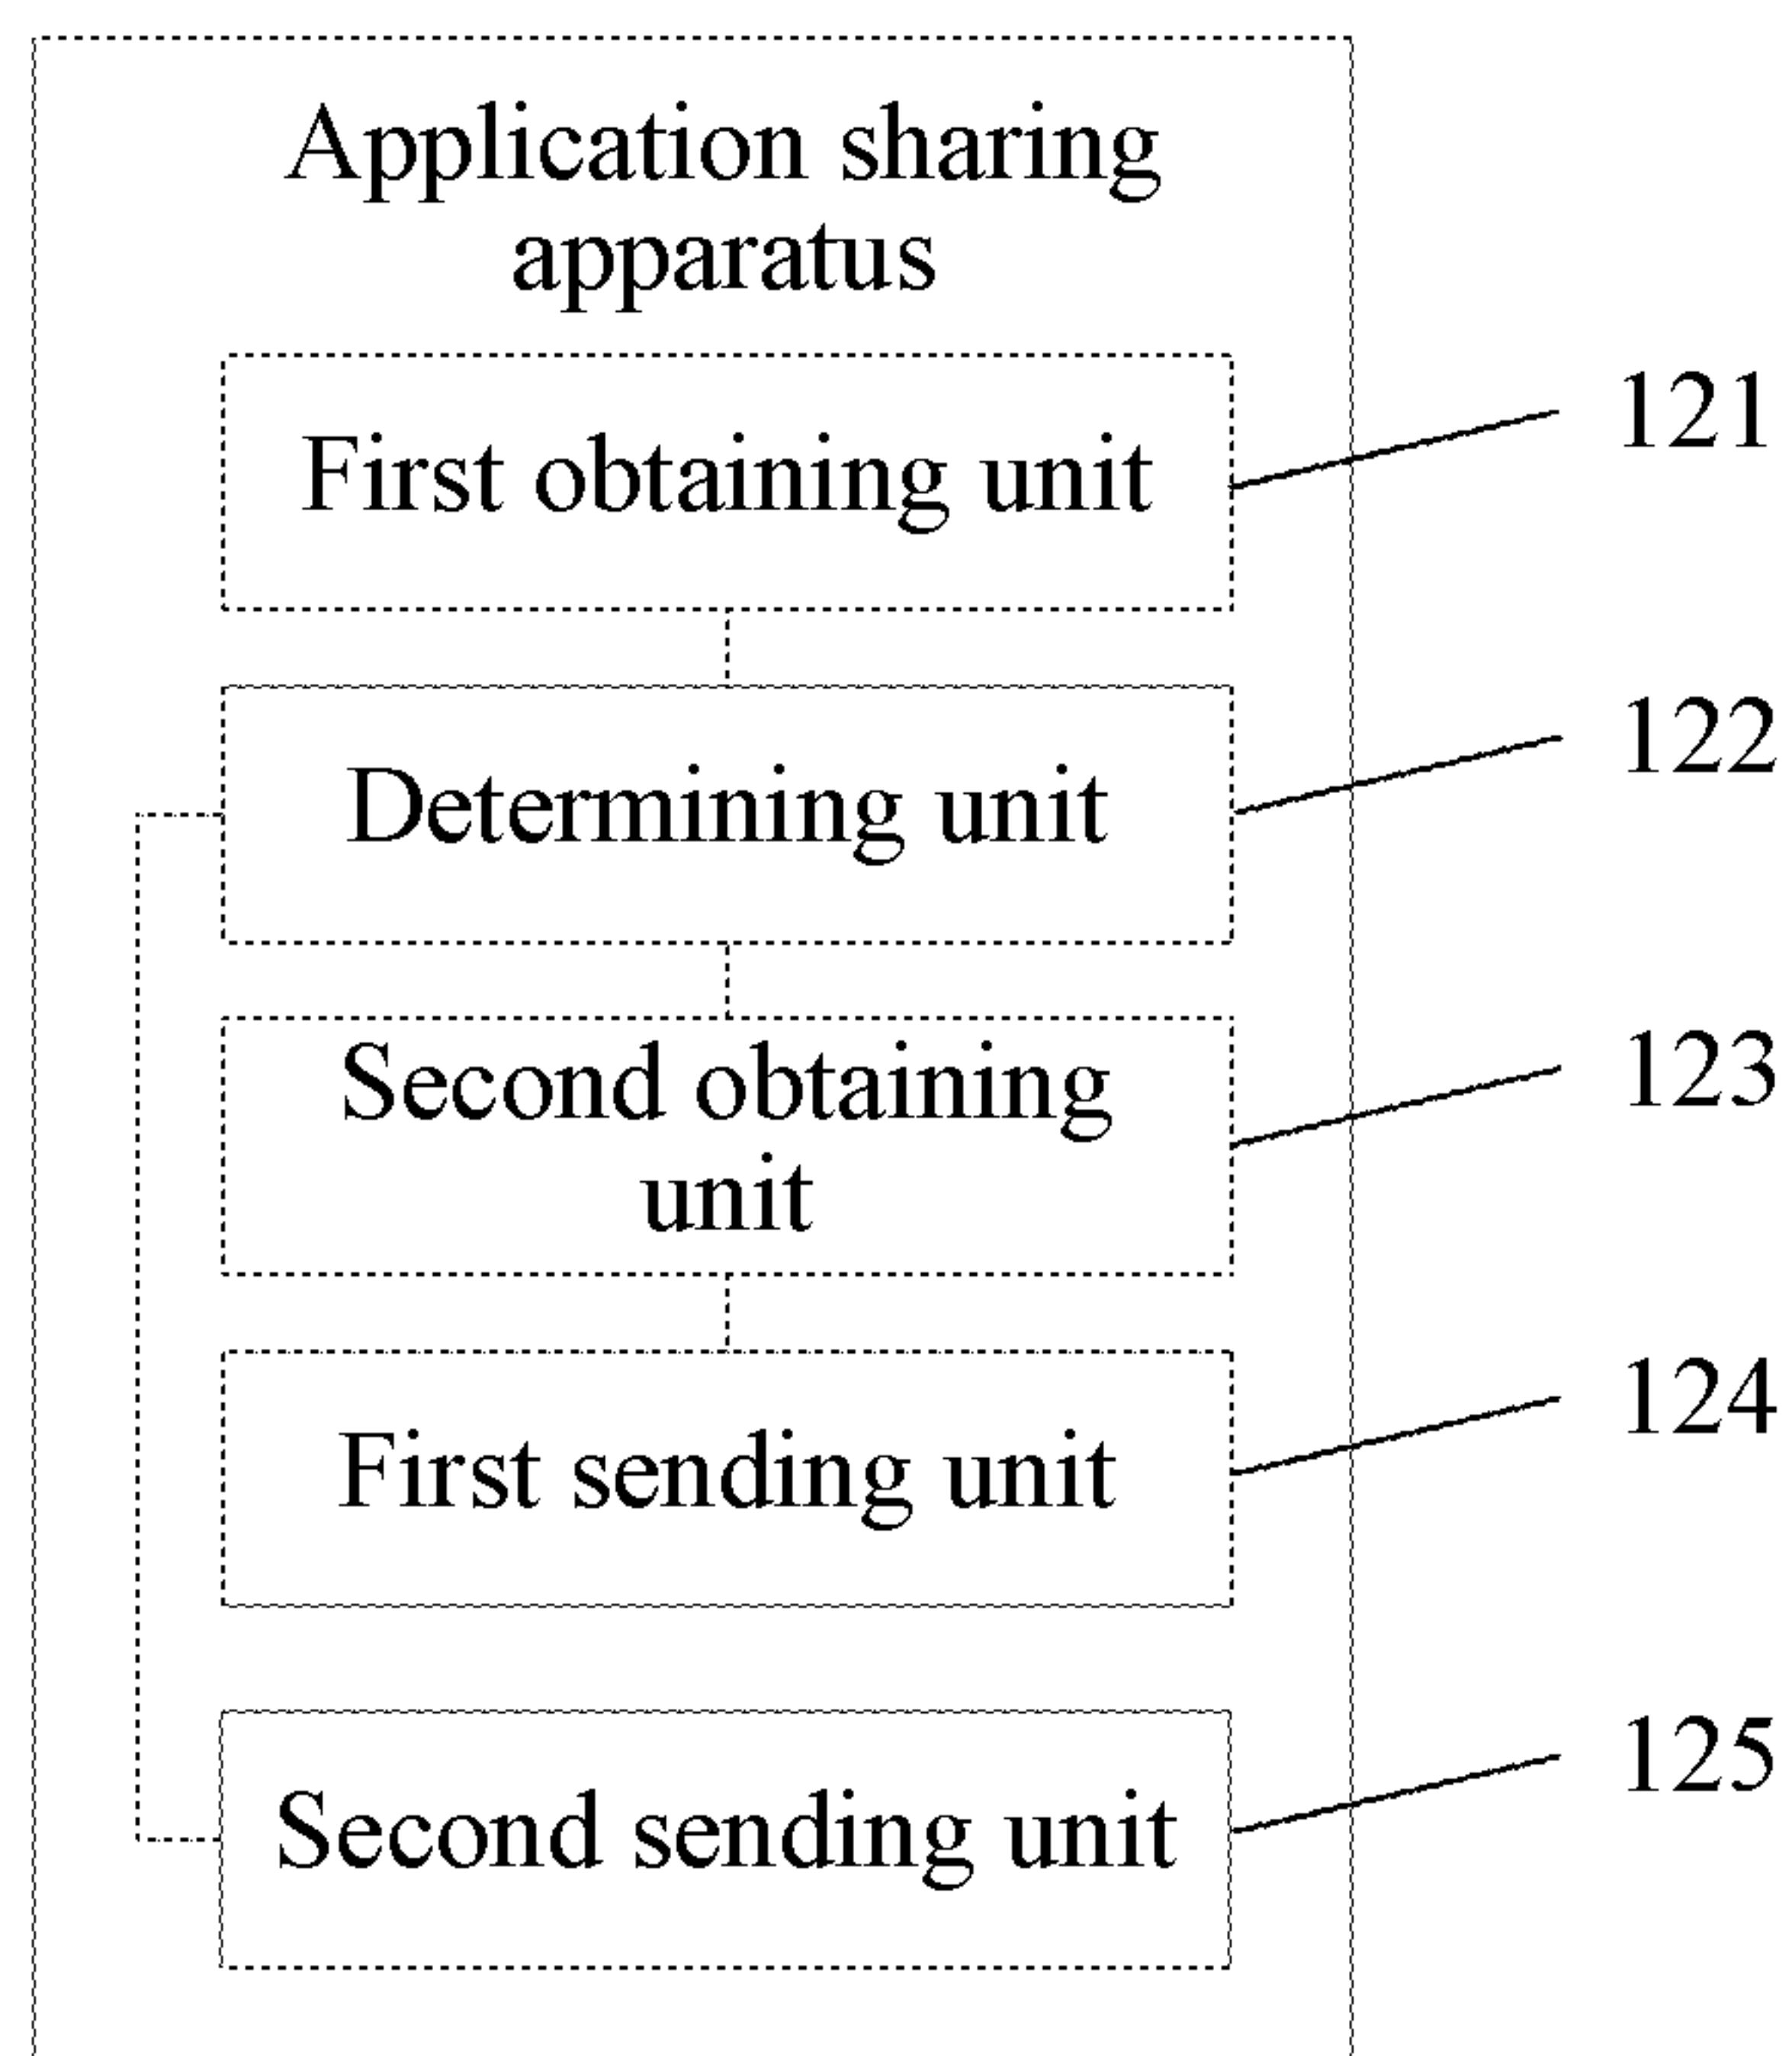 Application sharing
apparatus
First obtaining unit
121
Determining unit
122
Second obtaining
unit
123
First sending unit
124
Second sending unit
125